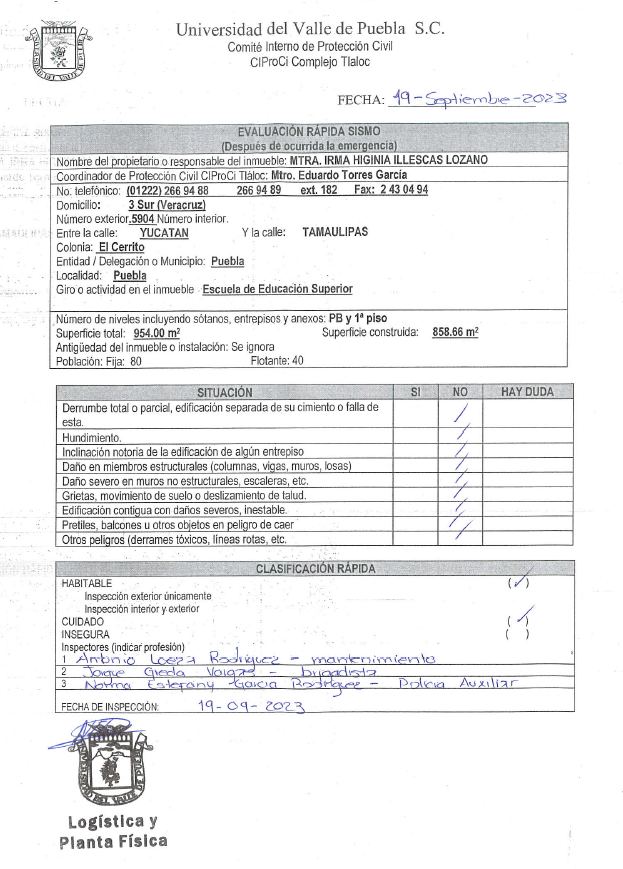 Universidad del Valle de Puebla S.C.
Comité Interno de Protección Civil
CIProCi Complejo Tlaloc
FECHA: 19-Septiembre-2023
EVALUACIÓN RÁPIDA SISMO
(Después de ocurrida la emergencia)
Nombre del propietario o responsable del inmueble: MTRA. IRMA HIGINIA ILLESCAS LOZANO
Coordinador de Protección Civil CIProCi Tlàloc: Mtro. Eduardo Torres García
No. telefónico: (01222) 266 94 88 266 94 89 ext. 182 Fax: 2 43 04 94
Domicilio: 3 Sur (Veracruz)
Número exterior.5904 Número interior.
Entre la calle: YUCATAN Y la calle: TAMAULIPAS
Colonia: El Cerrito
Entidad / Delegación o Municipio: Puebla
Localidad: Puebla
Giro o actividad en el inmueble Escuela de Educación Superior
Número de niveles incluyendo sótanos, entrepisos y anexos: PB y 1ª piso
Superficie total: 954.00 m² Superficie construida: 858.66 m²
Antigüedad del inmueble o instalación: Se ignora
Población: Fija: 80 Flotante: 40
SITUACIÓN SI NO HAY DUDA
Derrumbe total o parcial, edificación separada de su cimiento o falla de
esta.
Hundimiento.
Inclinación notoria de la edificación de algún entrepiso
Daño en miembros estructurales (columnas, vigas, muros, losas)
Daño severo en muros no estructurales, escaleras, etc.
Grietas, movimiento de suelo o deslizamiento de talud.
Edificación contigua con daños severos, inestable.
Pretiles, balcones u otros objetos en peligro de caer
Otros peligros (derrames tóxicos, líneas rotas, etc.
CLASIFICACIÓN RÁPIDA
HABITABLE (✓)
Inspección exterior únicamente
Inspección interior y exterior
CUIDADO (✓)
INSEGURA ( )
Inspectores (indicar profesión)
1 Antonio Loeza Rodriguez - mantenimiento
2 Jorge - brigadista
3 Norma Estefany Garcia Rodriguez - Policia Auxiliar
FECHA DE INSPECCIÓN: 19-09-2023
Logística y
Planta Física